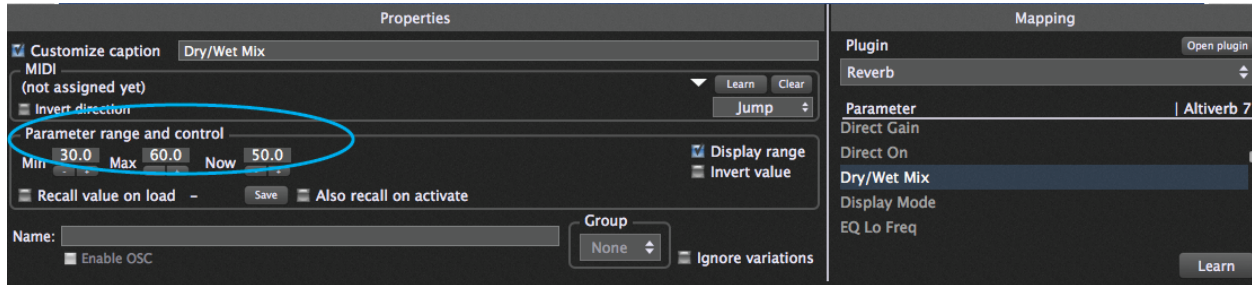 Properties
Customize caption Dry/Wet Mix
MIDI
(not assigned yet) Learn Clear
Invert direction Jump
Parameter range and control
Min 30.0 Max 60.0 Now 50.0
- + - + - +
Display range
Invert value
Recall value on load – Save Also recall on activate
Name:
Enable OSC
Group
None
Ignore variations
Mapping
Plugin Open plugin
Reverb
Parameter | Altiverb 7
Direct Gain
Direct On
Dry/Wet Mix
Display Mode
EQ Lo Freq
Learn